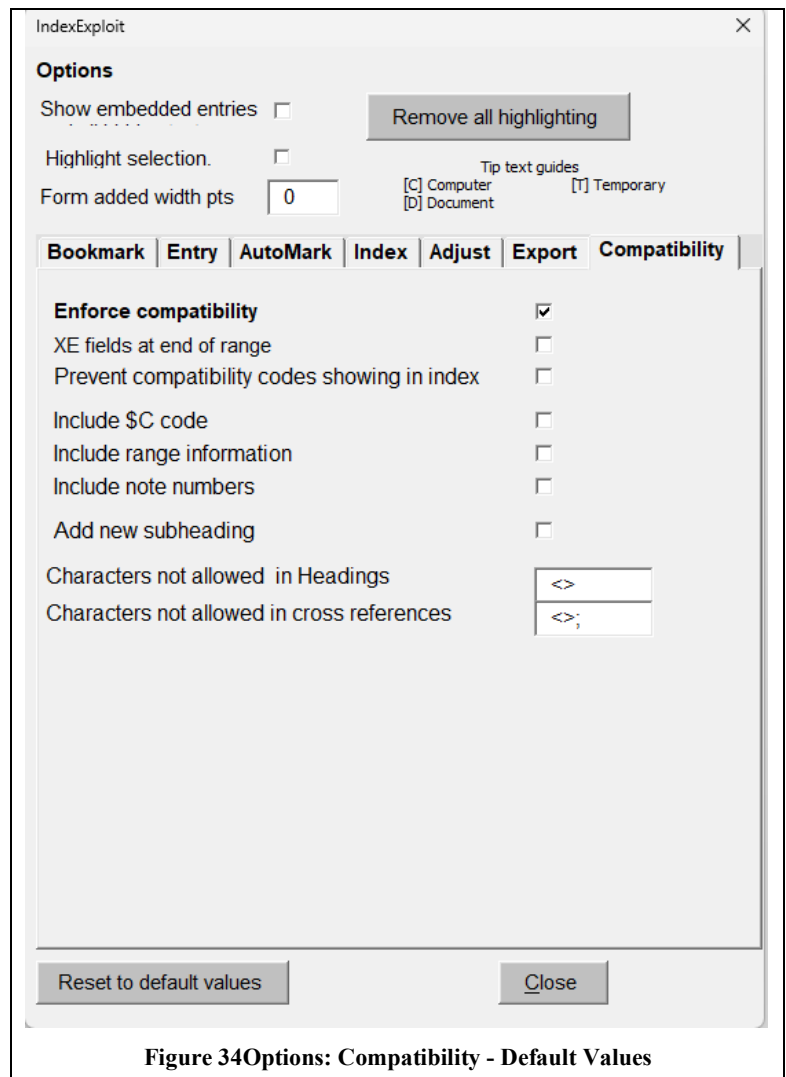 IndexExploit
Options
Show embedded entries
Remove all highlighting
Highlight selection.
Tip text guides
[C] Computer [T] Temporary
[D] Document
Form added width pts 0
Bookmark Entry AutoMark Index Adjust Export Compatibility
Enforce compatibility
XE fields at end of range
Prevent compatibility codes showing in index
Include $C code
Include range information
Include note numbers
Add new subheading
Characters not allowed in Headings <>
Characters not allowed in cross references <>;
Reset to default values Close
Figure 34Options: Compatibility - Default Values